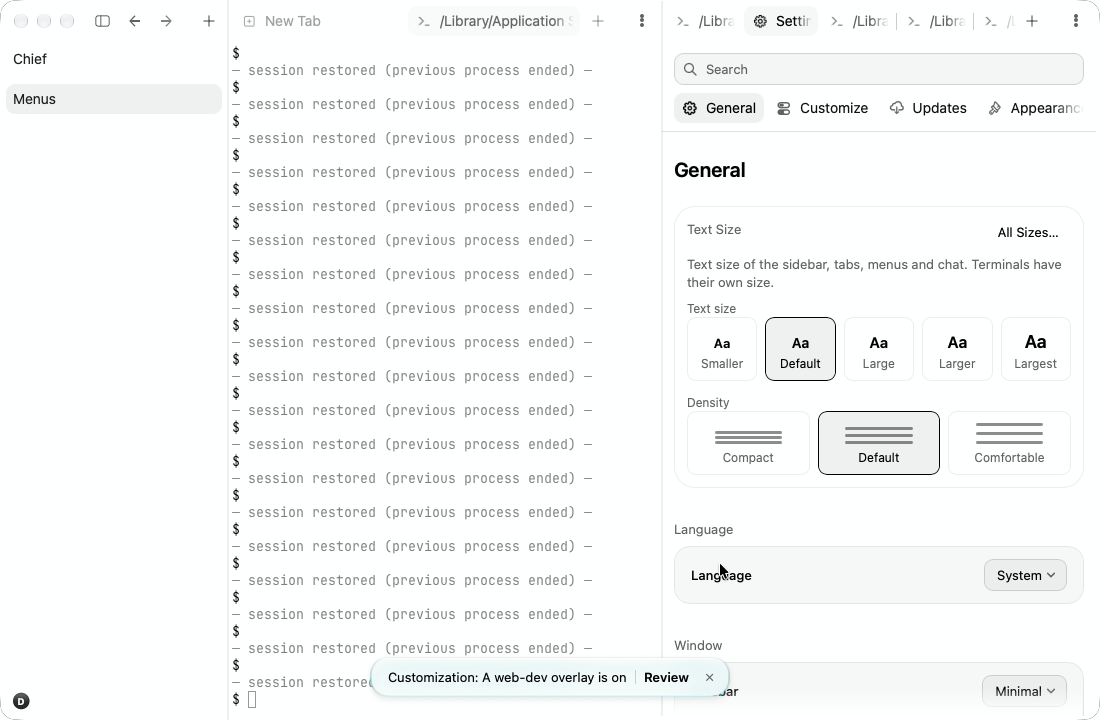 New Tab
/Library/Application S
/Libra
Settin
/Libra
/Libra
Chief
Menus
$
— session restored (previous process ended) —
$
— session restored (previous process ended) —
$
— session restored (previous process ended) —
$
— session restored (previous process ended) —
$
— session restored (previous process ended) —
$
— session restored (previous process ended) —
$
— session restored (previous process ended) —
$
— session restored (previous process ended) —
$
— session restored (previous process ended) —
$
— session restored (previous process ended) —
$
— session restored (previous process ended) —
$
— session restored (previous process ended) —
$
— session restored (previous process ended) —
$
— session restored (previous process ended) —
$
— session restored (previous process ended) —
$
— session restored (previous process ended) —
$
— session restored (previous process ended) —
$
— session restored (previous process ended) —
$
— session restored
$
Search
General
Customize
Updates
Appearanc
General
Text Size
All Sizes...
Text size of the sidebar, tabs, menus and chat. Terminals have
their own size.
Text size
Aa Aa Aa Aa Aa
Smaller Default Large Larger Largest
Density
Compact Default Comfortable
Language
Language
System
Window
bar
Minimal
Customization: A web-dev overlay is on
Review
D